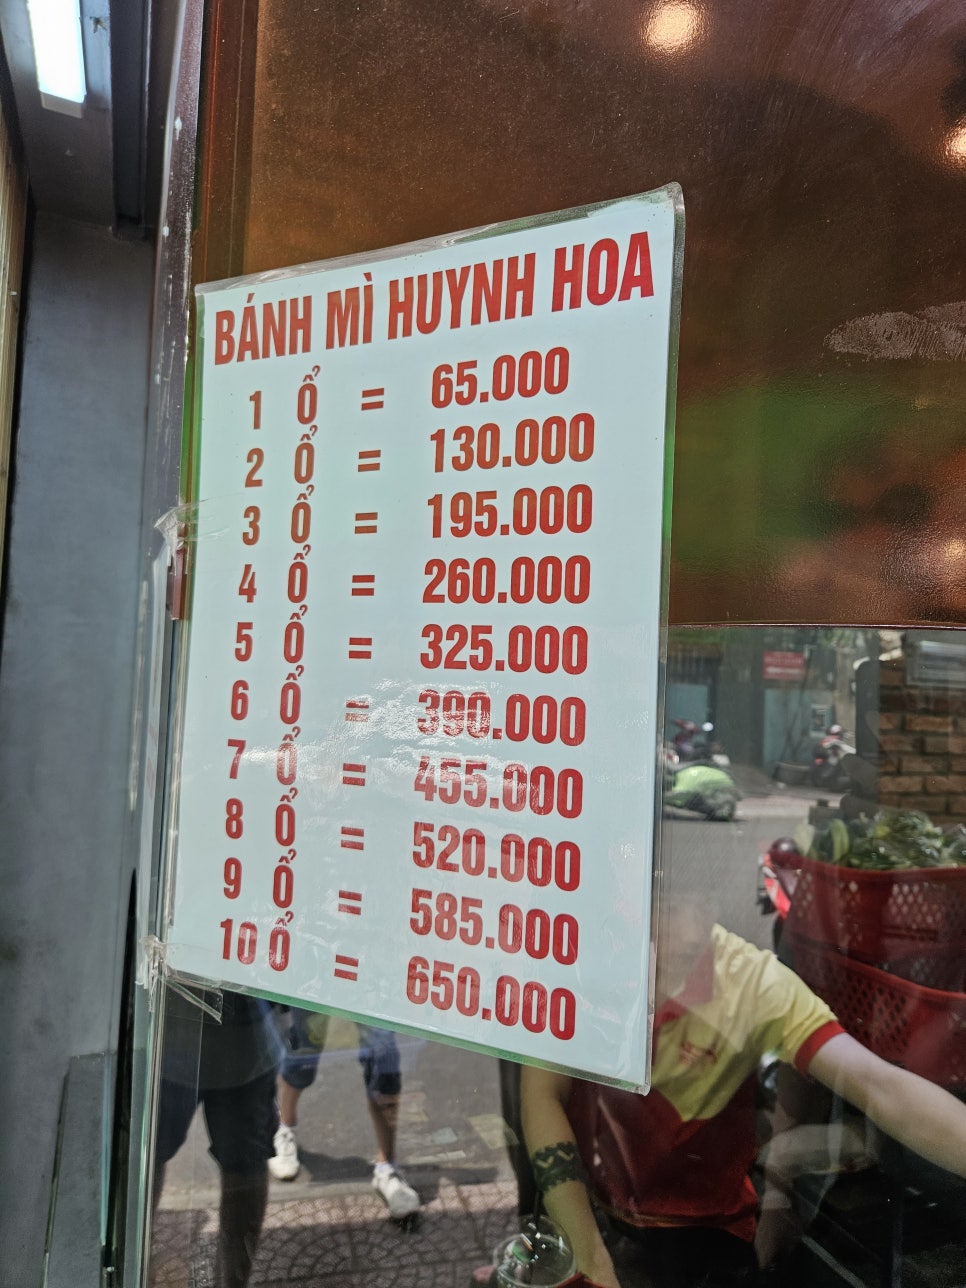 BÁNH MÌ HUYNH HOA
1 Ổ = 65.000
2 Ổ = 130.000
3 Ổ = 195.000
4 Ổ = 260.000
5 Ổ = 325.000
6 Ổ = 390.000
7 Ổ = 455.000
8 Ổ = 520.000
9 Ổ = 585.000
10 Ổ = 650.000